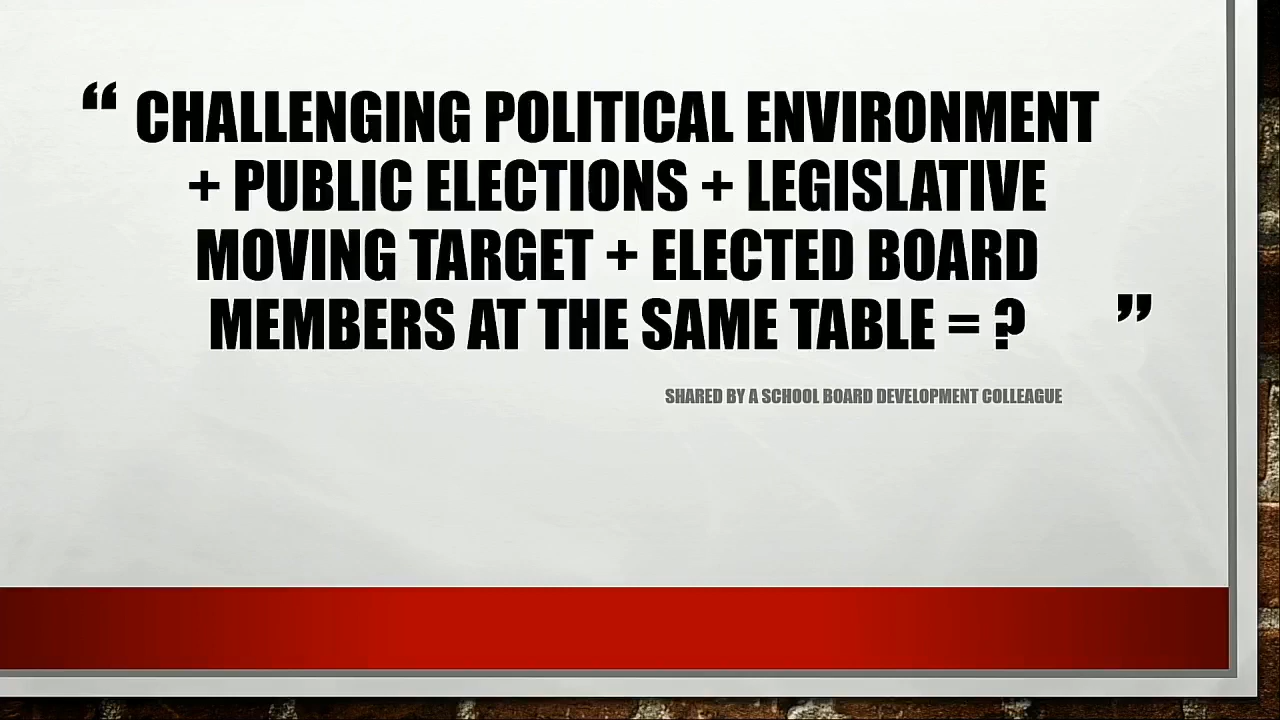 “ CHALLENGING POLITICAL ENVIRONMENT
+ PUBLIC ELECTIONS + LEGISLATIVE
MOVING TARGET + ELECTED BOARD
MEMBERS AT THE SAME TABLE = ? ”
SHARED BY A SCHOOL BOARD DEVELOPMENT COLLEAGUE